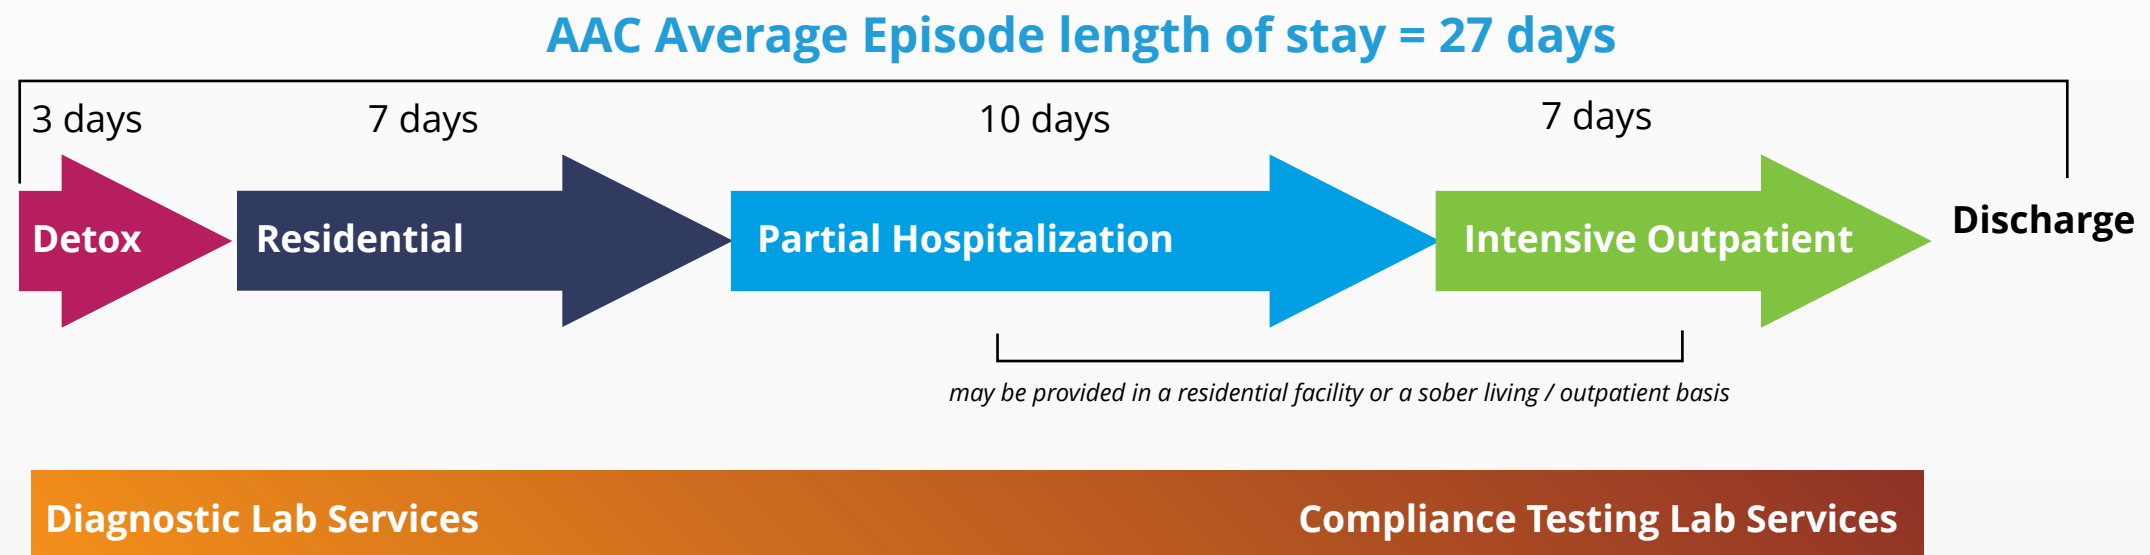 AAC Average Episode length of stay = 27 days
3 days
7 days
10 days
7 days
Detox
Residential
Partial Hospitalization
Intensive Outpatient
Discharge
may be provided in a residential facility or a sober living / outpatient basis
Diagnostic Lab Services
Compliance Testing Lab Services